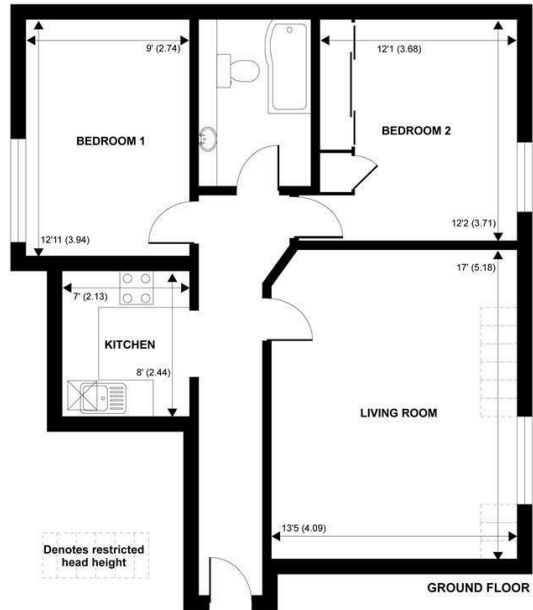 9' (2.74)
12'1 (3.68)
BEDROOM 1
BEDROOM 2
12'11 (3.94)
12'2 (3.71)
17' (5.18)
7' (2.13)
KITCHEN
8' (2.44)
LIVING ROOM
13'5 (4.09)
Denotes restricted
head height
GROUND FLOOR